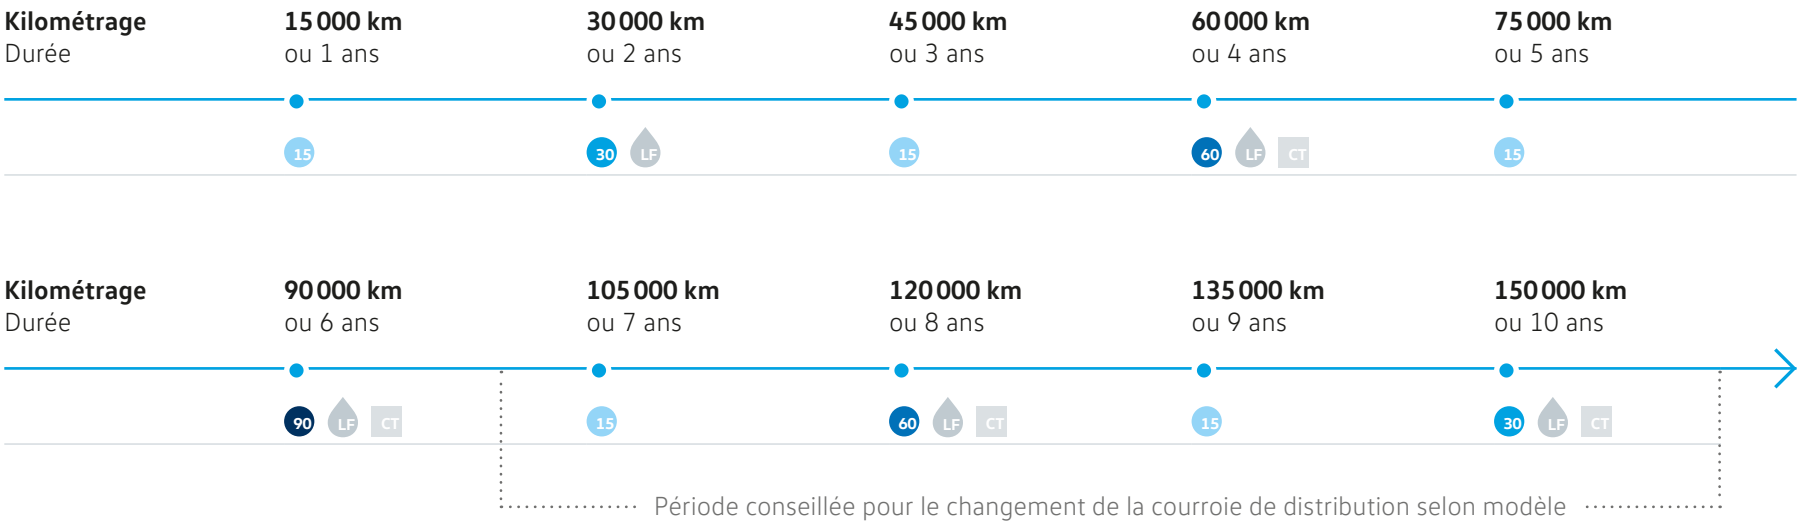 Kilométrage 15 000 km 30 000 km 45 000 km 60 000 km 75 000 km
Durée ou 1 ans ou 2 ans ou 3 ans ou 4 ans ou 5 ans
15 30 LF 15 60 LF CT 15
Kilométrage 90 000 km 105 000 km 120 000 km 135 000 km 150 000 km
Durée ou 6 ans ou 7 ans ou 8 ans ou 9 ans ou 10 ans
90 LF CT 15 60 LF CT 15 30 LF CT
Période conseillée pour le changement de la courroie de distribution selon modèle